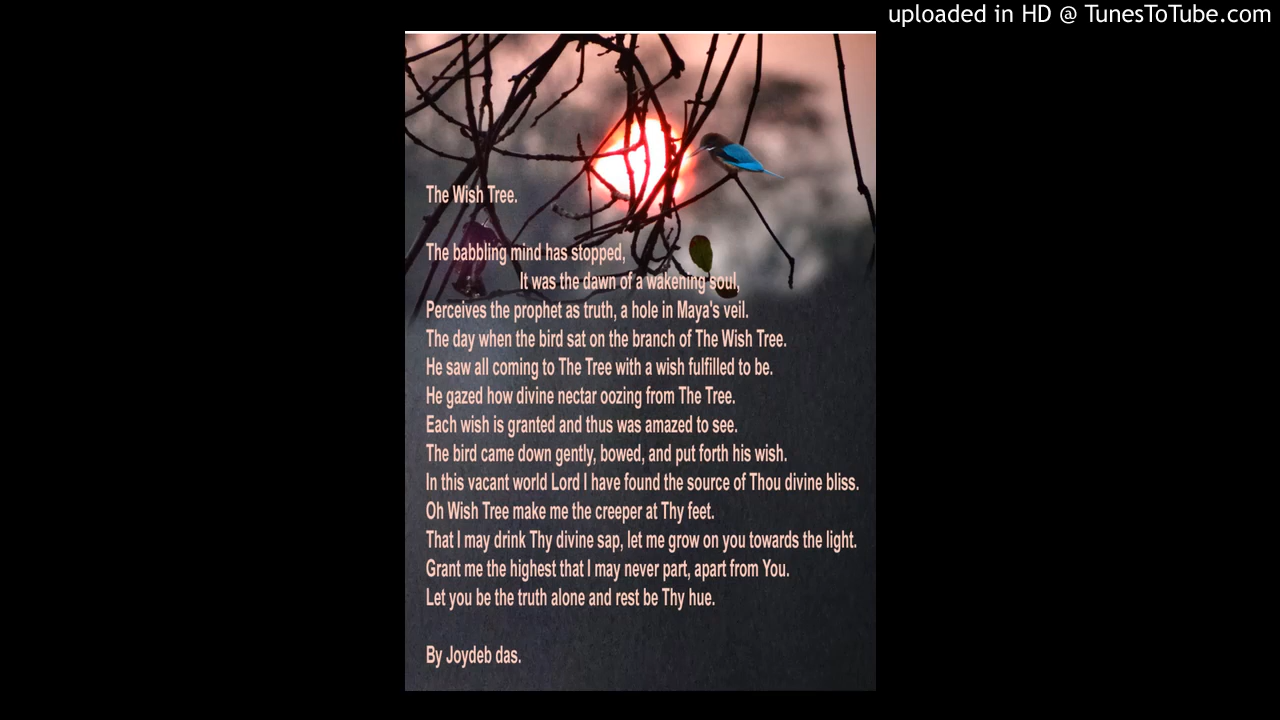 uploaded in HD @ TunesToTube.com
The Wish Tree.
The babbling mind has stopped,
It was the dawn of a wakening soul,
Perceives the prophet as truth, a hole in Maya's veil.
The day when the bird sat on the branch of The Wish Tree.
He saw all coming to The Tree with a wish fulfilled to be.
He gazed how divine nectar oozing from The Tree.
Each wish is granted and thus was amazed to see.
The bird came down gently, bowed, and put forth his wish.
In this vacant world Lord I have found the source of Thou divine bliss.
Oh Wish Tree make me the creeper at Thy feet.
That I may drink Thy divine sap, let me grow on you towards the light.
Grant me the highest that I may never part, apart from You.
Let you be the truth alone and rest be Thy hue.
By Joydeb das.